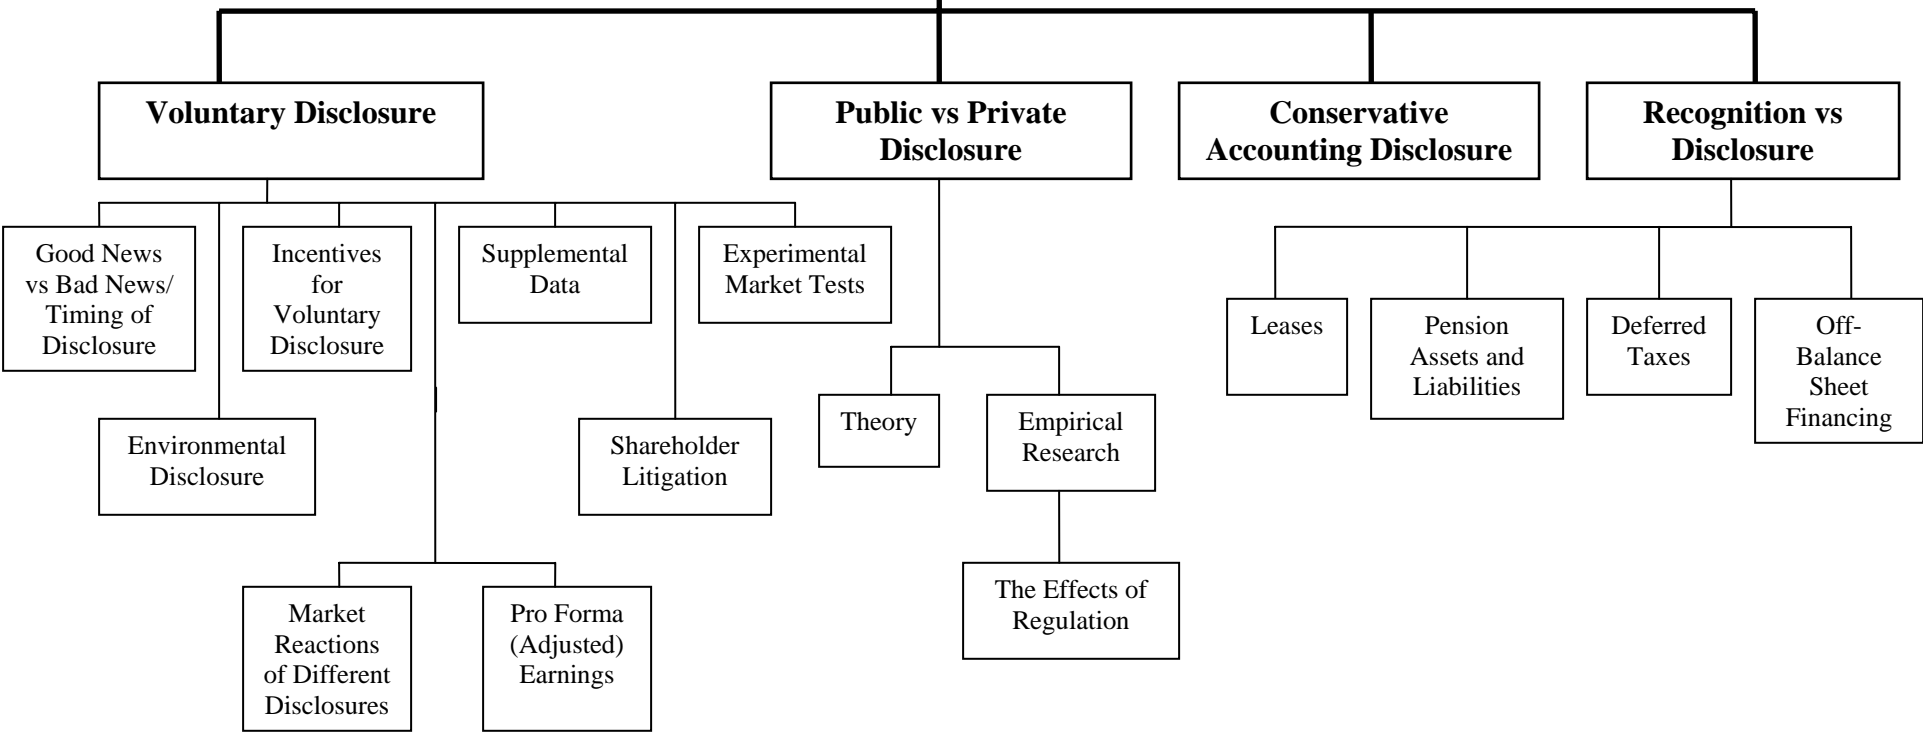 Voluntary Disclosure
Public vs Private
Disclosure
Conservative
Accounting Disclosure
Recognition vs
Disclosure
Good News
vs Bad News/
Timing of
Disclosure
Incentives
for
Voluntary
Disclosure
Supplemental
Data
Experimental
Market Tests
Leases
Pension
Assets and
Liabilities
Deferred
Taxes
Off-
Balance
Sheet
Financing
Environmental
Disclosure
Shareholder
Litigation
Theory
Empirical
Research
Market
Reactions
of Different
Disclosures
Pro Forma
(Adjusted)
Earnings
The Effects of
Regulation